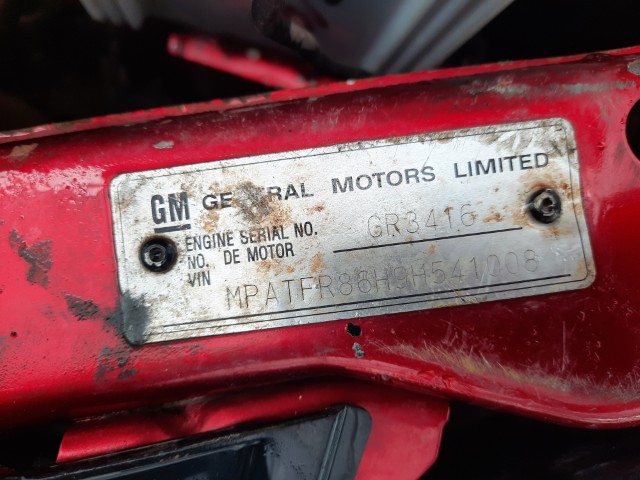 GM GENERAL MOTORS LIMITED
ENGINE SERIAL NO. GR3416
NO. DE MOTOR
VIN MPATFR86H9H541008